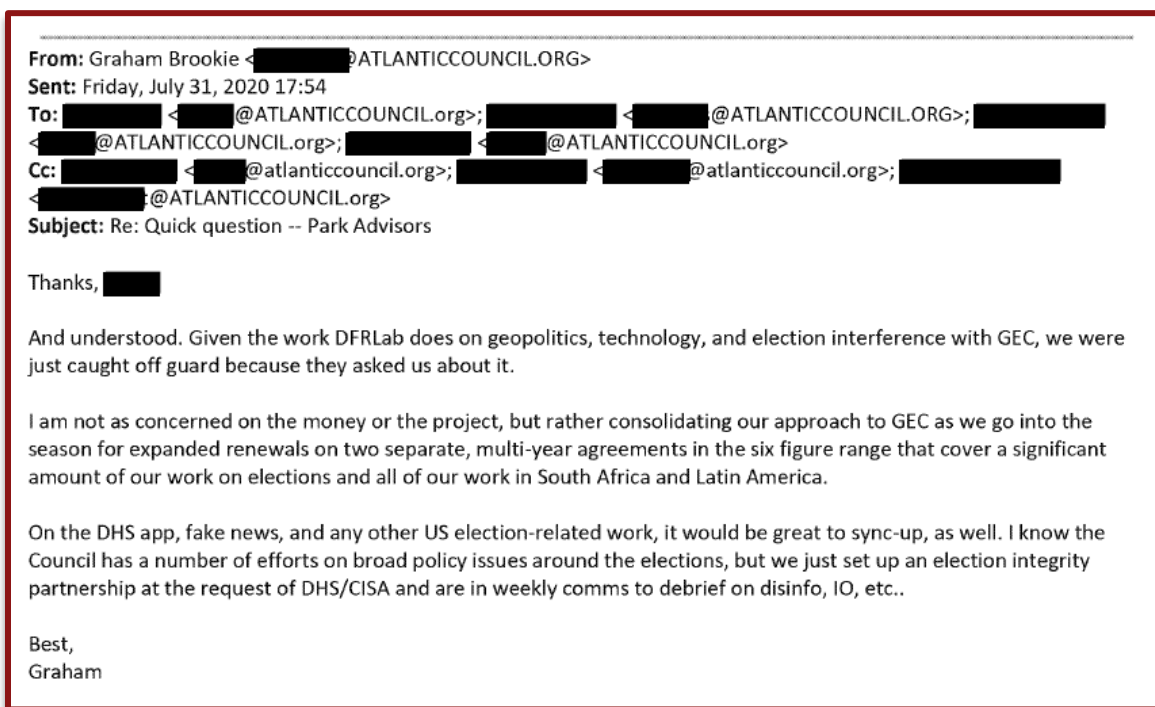 From: Graham Brookie < @ATLANTICCOUNCIL.ORG>
Sent: Friday, July 31, 2020 17:54
To: < @ATLANTICCOUNCIL.org>; < @ATLANTICCOUNCIL.ORG>;
< @ATLANTICCOUNCIL.org>; < @ATLANTICCOUNCIL.org>
Cc: < @atlanticcouncil.org>; < @atlanticcouncil.org>;
< @ATLANTICCOUNCIL.org>
Subject: Re: Quick question -- Park Advisors
Thanks,
And understood. Given the work DFRLab does on geopolitics, technology, and election interference with GEC, we were
just caught off guard because they asked us about it.
I am not as concerned on the money or the project, but rather consolidating our approach to GEC as we go into the
season for expanded renewals on two separate, multi-year agreements in the six figure range that cover a significant
amount of our work on elections and all of our work in South Africa and Latin America.
On the DHS app, fake news, and any other US election-related work, it would be great to sync-up, as well. I know the
Council has a number of efforts on broad policy issues around the elections, but we just set up an election integrity
partnership at the request of DHS/CISA and are in weekly comms to debrief on disinfo, IO, etc..
Best,
Graham